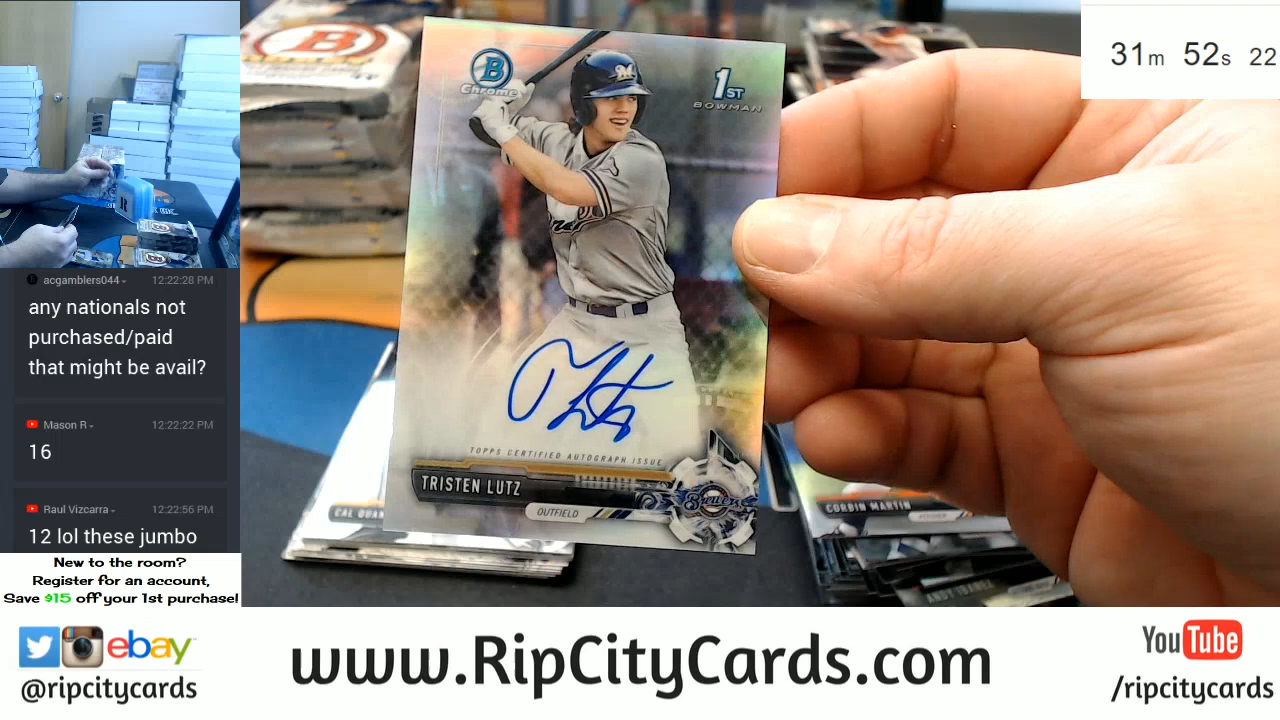 31m 52s 22
B
Chrome
1ST
BOWMAN
M
TOPPS CERTIFIED AUTOGRAPH ISSUE
TRISTEN LUTZ
OUTFIELD
Brewers
CAL QUAN
CORBIN MARTIN
acgamblers044
12:22:28 PM
any nationals not
purchased/paid
that might be avail?
Mason R
12:22:22 PM
16
Raul Vizcarra
12:22:56 PM
12 lol these jumbo
New to the room?
Register for an account,
Save $15 off your 1st purchase!
ebay
@ripcitycards
www.RipCityCards.com
YouTube
/ripcitycards